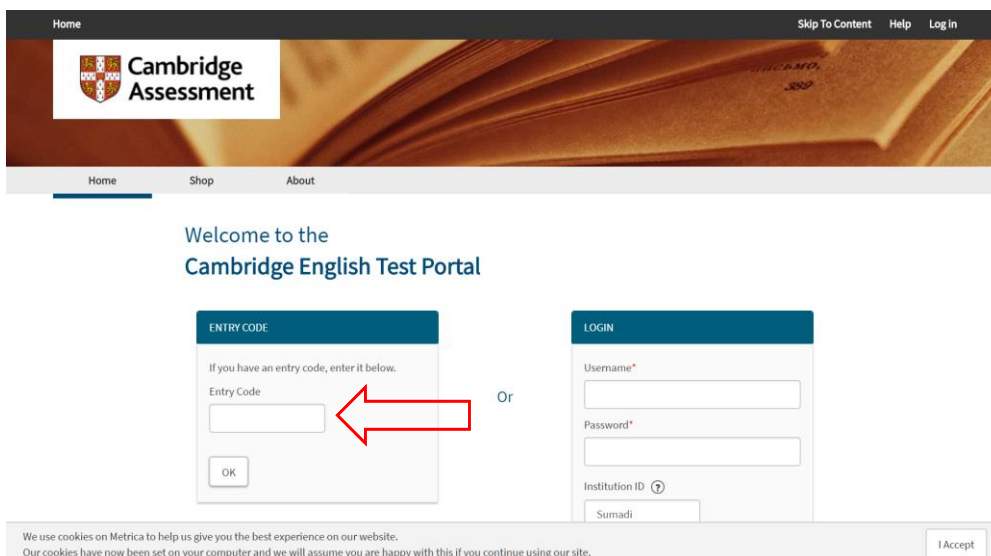 Home
Skip To Content Help Log in
Cambridge
Assessment
письмо,
380
Home Shop About
Welcome to the
Cambridge English Test Portal
ENTRY CODE
If you have an entry code, enter it below.
Entry Code
OK
Or
LOGIN
Username*
Password*
Institution ID ?
Sumadi
We use cookies on Metrica to help us give you the best experience on our website.
Our cookies have now been set on your computer and we will assume you are happy with this if you continue using our site.
I Accept